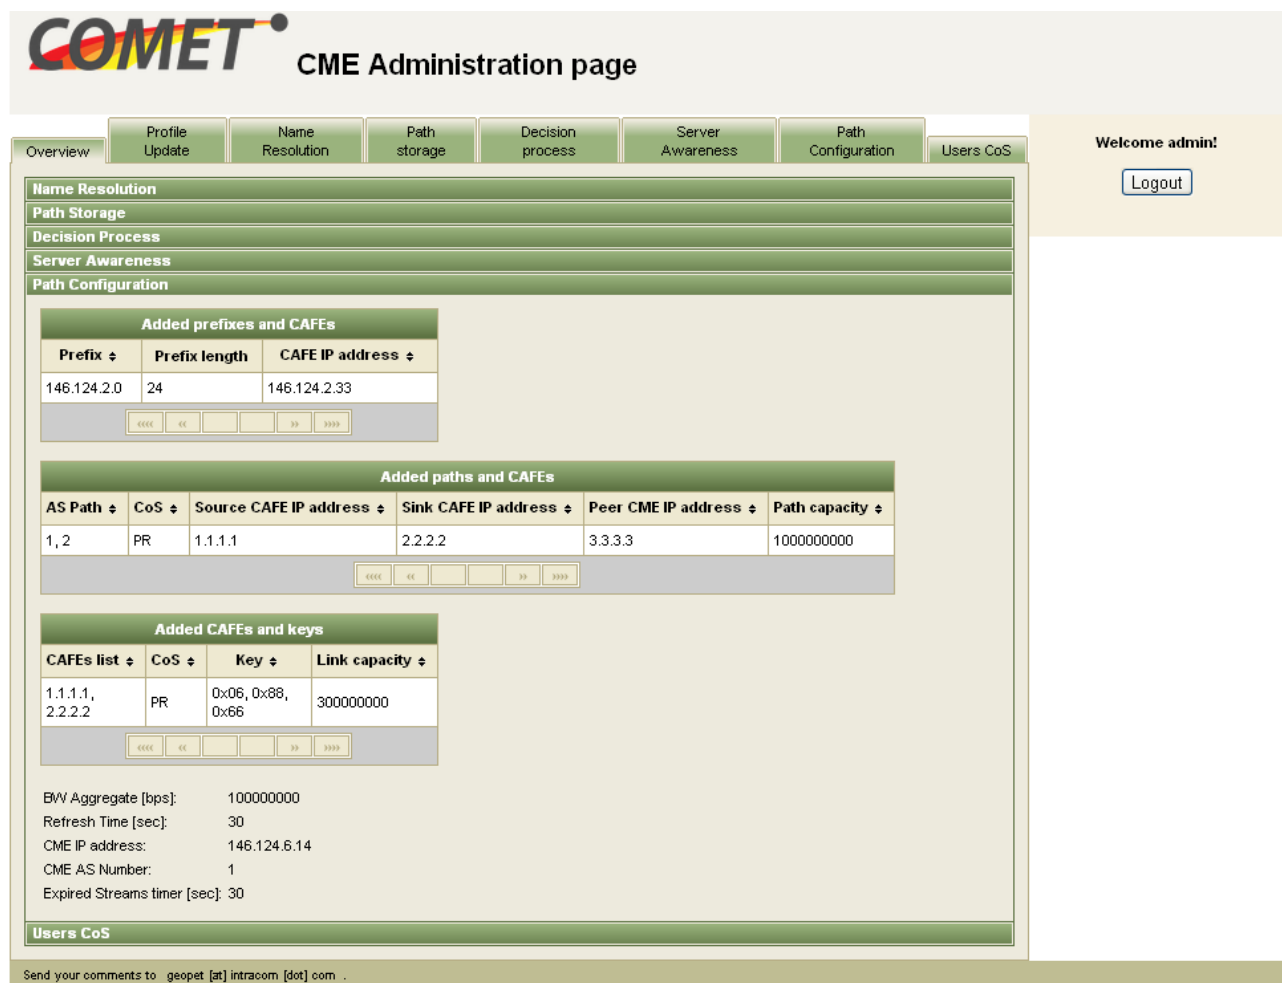 COMET
CME Administration page
Overview
Profile Update
Name Resolution
Path storage
Decision process
Server Awareness
Path Configuration
Users CoS
Welcome admin!
Logout
Name Resolution
Path Storage
Decision Process
Server Awareness
Path Configuration
Added prefixes and CAFEs
Prefix Prefix length CAFE IP address
146.124.2.0 24 146.124.2.33
«« « » »»
Added paths and CAFEs
AS Path CoS Source CAFE IP address Sink CAFE IP address Peer CME IP address Path capacity
1, 2 PR 1.1.1.1 2.2.2.2 3.3.3.3 1000000000
«« « » »»
Added CAFEs and keys
CAFEs list CoS Key Link capacity
1.1.1.1, 2.2.2.2 PR 0x06, 0x88, 0x66 300000000
«« « » »»
BW Aggregate [bps]: 100000000
Refresh Time [sec]: 30
CME IP address: 146.124.6.14
CME AS Number: 1
Expired Streams timer [sec]: 30
Users CoS
Send your comments to geopet [at] intracom [dot] com .